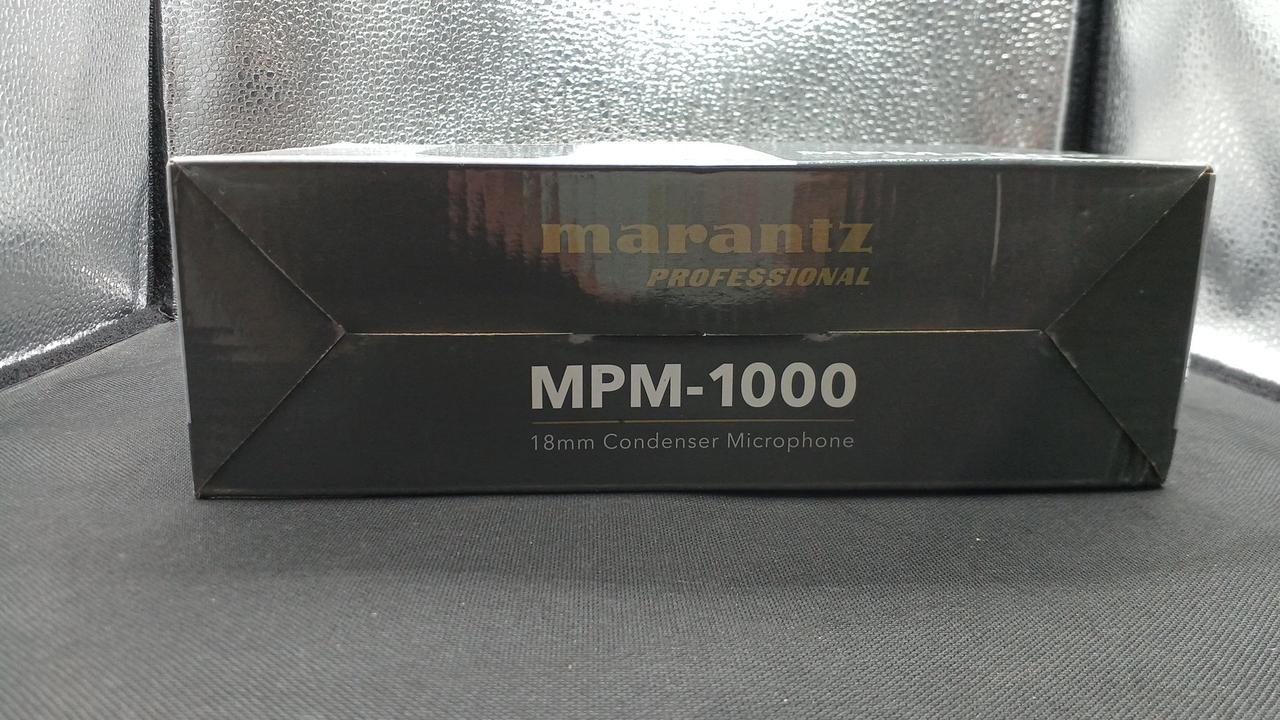 marantz
PROFESSIONAL
MPM-1000
18mm Condenser Microphone